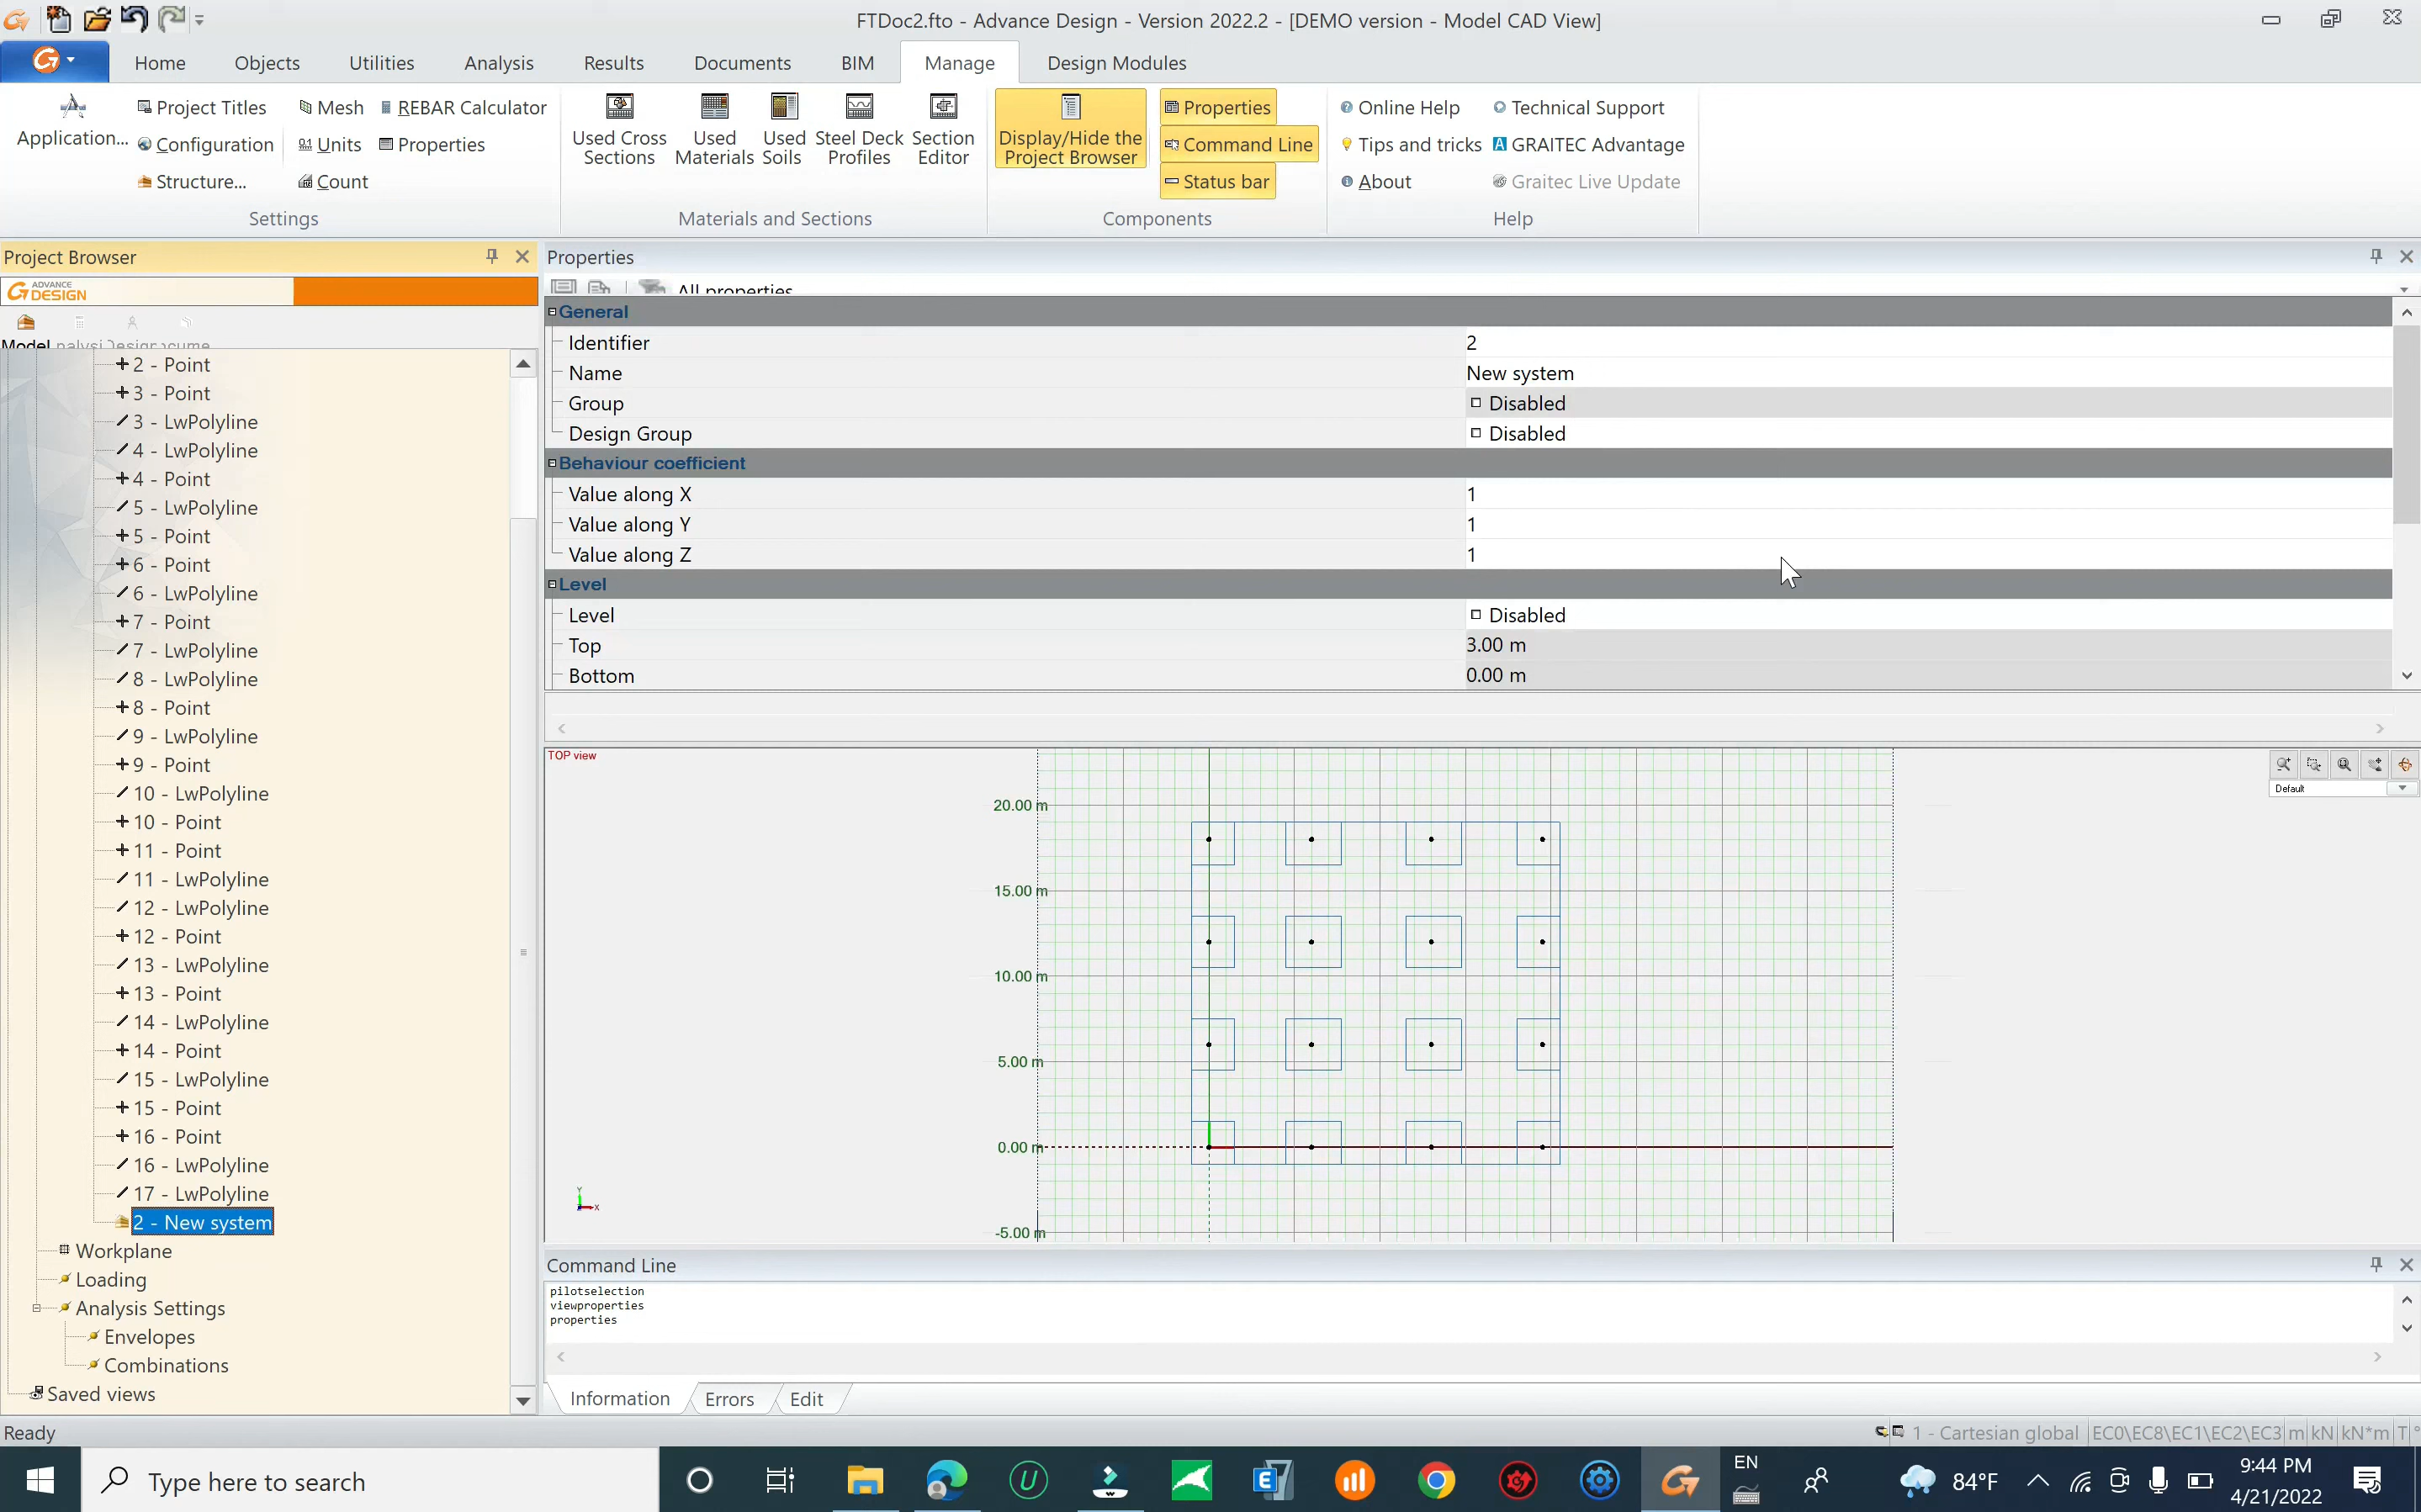 FTDoc2.fto - Advance Design - Version 2022.2 - [DEMO version - Model CAD View]
Home Objects Utilities Analysis Results Documents BIM Manage Design Modules
Application... Project Titles Mesh REBAR Calculator
Configuration Units Properties
Structure... Count
Settings
Used Cross Sections Used Materials Used Soils Steel Deck Profiles Section Editor
Materials and Sections
Display/Hide the Project Browser Properties
Command Line
Status bar
Components
Online Help Technical Support
Tips and tricks GRAITEC Advantage
About Graitec Live Update
Help
Project Browser
ADVANCE DESIGN
Model
2 - Point
3 - Point
3 - LwPolyline
4 - LwPolyline
4 - Point
5 - LwPolyline
5 - Point
6 - Point
6 - LwPolyline
7 - Point
7 - LwPolyline
8 - LwPolyline
8 - Point
9 - LwPolyline
9 - Point
10 - LwPolyline
10 - Point
11 - Point
11 - LwPolyline
12 - LwPolyline
12 - Point
13 - LwPolyline
13 - Point
14 - LwPolyline
14 - Point
15 - LwPolyline
15 - Point
16 - Point
16 - LwPolyline
17 - LwPolyline
2 - New system
Workplane
Loading
Analysis Settings
Envelopes
Combinations
Saved views
Properties
All properties
General
Identifier 2
Name New system
Group Disabled
Design Group Disabled
Behaviour coefficient
Value along X 1
Value along Y 1
Value along Z 1
Level
Level Disabled
Top 3.00 m
Bottom 0.00 m
TOP view
Default
20.00 m
15.00 m
10.00 m
5.00 m
0.00 m
-5.00 m
Y
X
Command Line
pilotselection
viewproperties
properties
Information Errors Edit
Ready
1 - Cartesian global EC0\EC8\EC1\EC2\EC3 m kN kN*m T °
Type here to search
EN
84°F
9:44 PM
4/21/2022